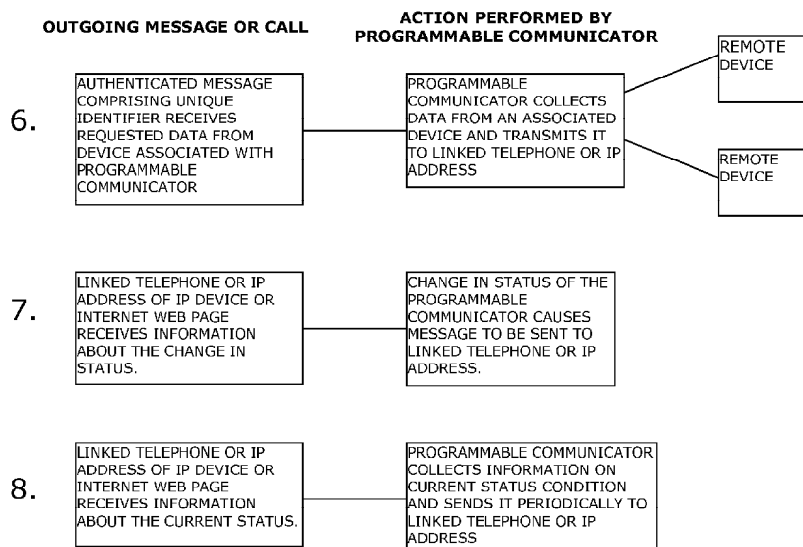 OUTGOING MESSAGE OR CALL
ACTION PERFORMED BY
PROGRAMMABLE COMMUNICATOR
6.
AUTHENTICATED MESSAGE
COMPRISING UNIQUE
IDENTIFIER RECEIVES
REQUESTED DATA FROM
DEVICE ASSOCIATED WITH
PROGRAMMABLE
COMMUNICATOR
PROGRAMMABLE
COMMUNICATOR COLLECTS
DATA FROM AN ASSOCIATED
DEVICE AND TRANSMITS IT
TO LINKED TELEPHONE OR IP
ADDRESS
REMOTE
DEVICE
REMOTE
DEVICE
7.
LINKED TELEPHONE OR IP
ADDRESS OF IP DEVICE OR
INTERNET WEB PAGE
RECEIVES INFORMATION
ABOUT THE CHANGE IN
STATUS.
CHANGE IN STATUS OF THE
PROGRAMMABLE
COMMUNICATOR CAUSES
MESSAGE TO BE SENT TO
LINKED TELEPHONE OR IP
ADDRESS.
8.
LINKED TELEPHONE OR IP
ADDRESS OF IP DEVICE OR
INTERNET WEB PAGE
RECEIVES INFORMATION
ABOUT THE CURRENT STATUS.
PROGRAMMABLE COMMUNICATOR
COLLECTS INFORMATION ON
CURRENT STATUS CONDITION
AND SENDS IT PERIODICALLY TO
LINKED TELEPHONE OR IP
ADDRESS